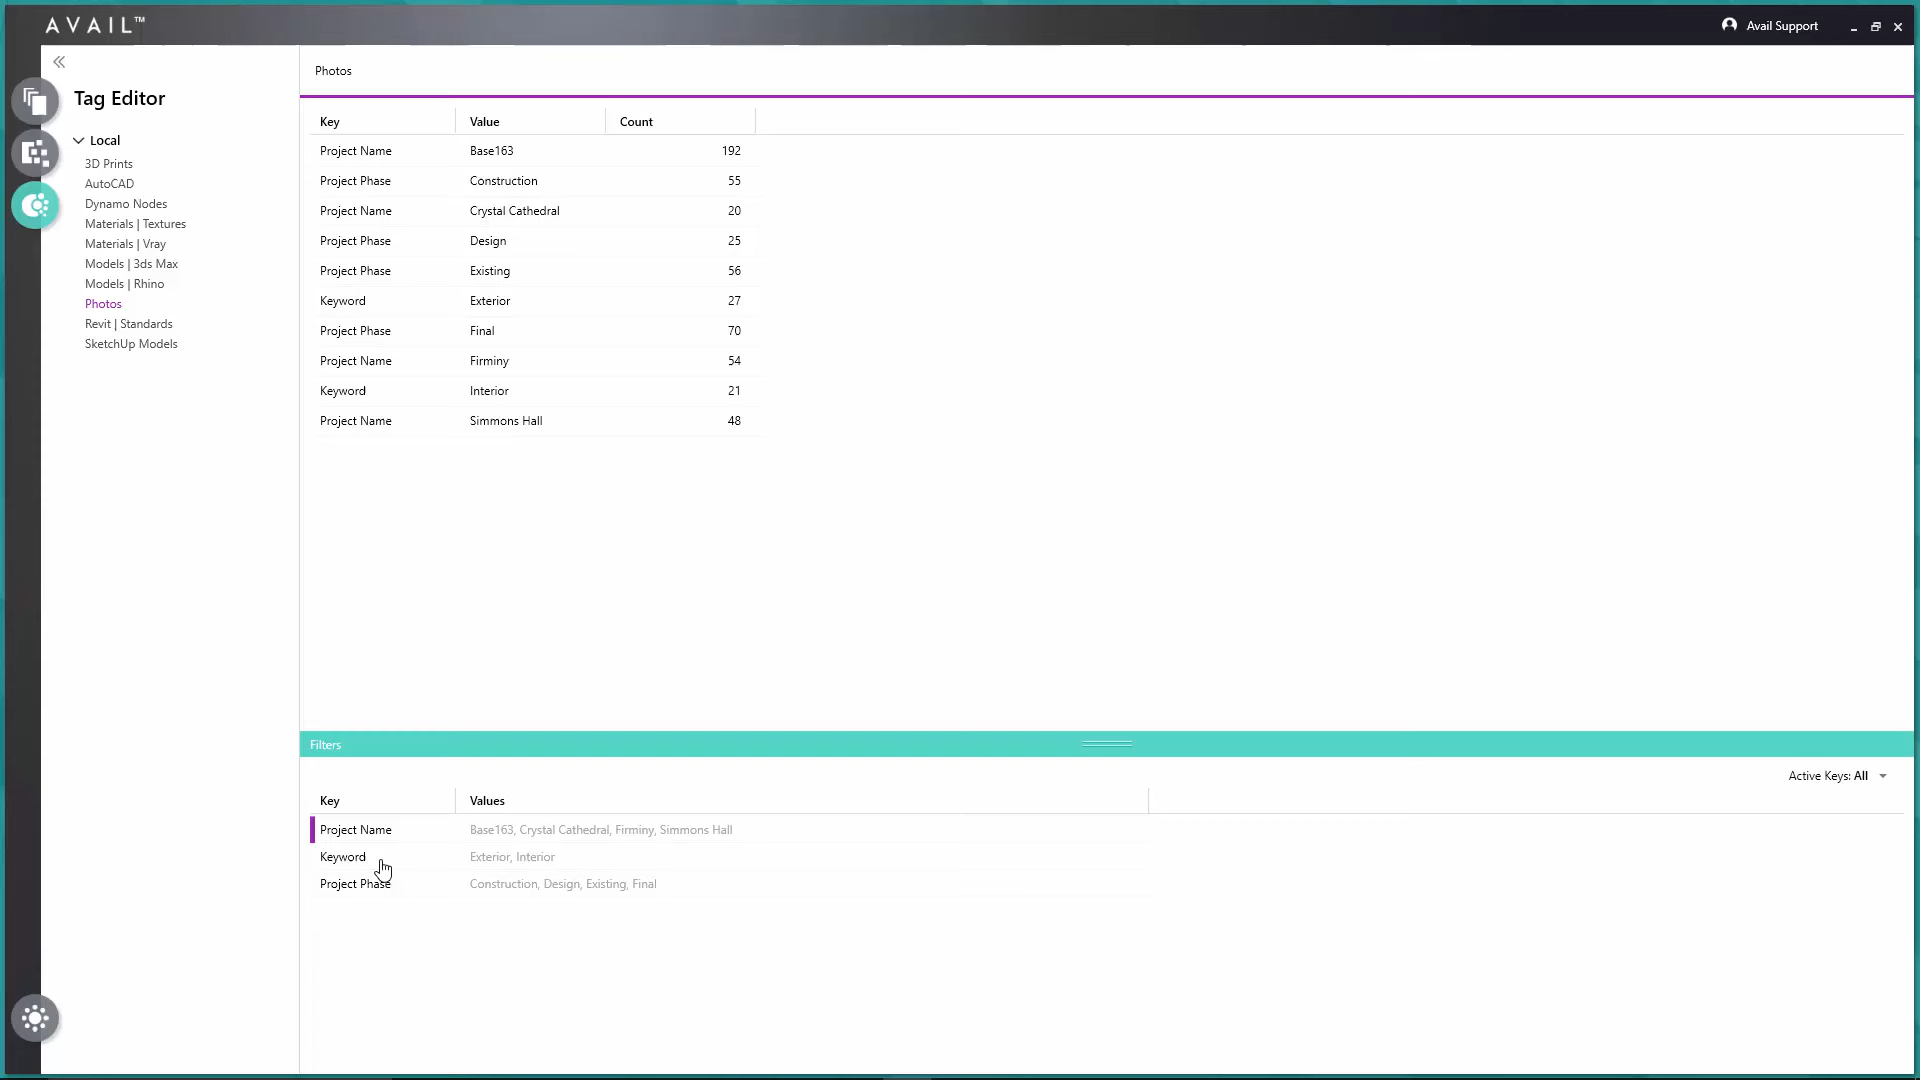 AVAIL™
Avail Support
Tag Editor
Local
3D Prints
AutoCAD
Dynamo Nodes
Materials | Textures
Materials | Vray
Models | 3ds Max
Models | Rhino
Photos
Revit | Standards
SketchUp Models
Photos
Key Value Count
Project Name Base163 192
Project Phase Construction 55
Project Name Crystal Cathedral 20
Project Phase Design 25
Project Phase Existing 56
Keyword Exterior 27
Project Phase Final 70
Project Name Firminy 54
Keyword Interior 21
Project Name Simmons Hall 48
Filters
Active Keys: All
Key Values
Project Name Base163, Crystal Cathedral, Firminy, Simmons Hall
Keyword Exterior, Interior
Project Phase Construction, Design, Existing, Final